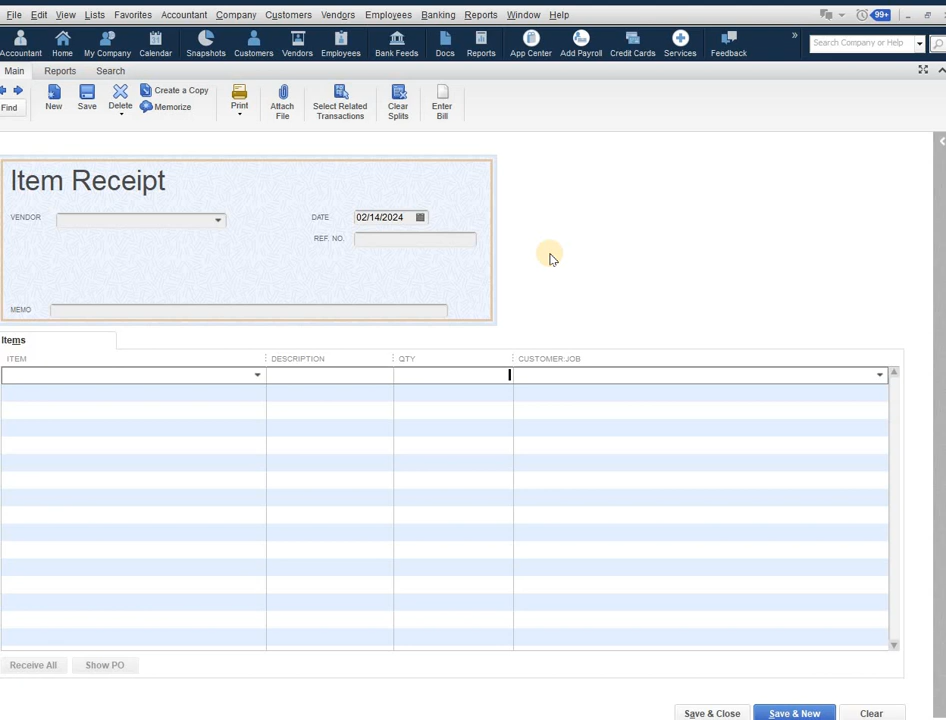 File Edit View Lists Favorites Accountant Company Customers Vendors Employees Banking Reports Window Help 99+
Accountant Home My Company Calendar Snapshots Customers Vendors Employees Bank Feeds Docs Reports App Center Add Payroll Credit Cards Services Feedback » Search Company or Help
Main Reports Search
Find New Save Delete Create a Copy Memorize Print Attach File Select Related Transactions Clear Splits Enter Bill
Item Receipt
VENDOR DATE 02/14/2024
REF. NO.
MEMO
Items
ITEM DESCRIPTION QTY CUSTOMER:JOB
Receive All Show PO
Save & Close Save & New Clear